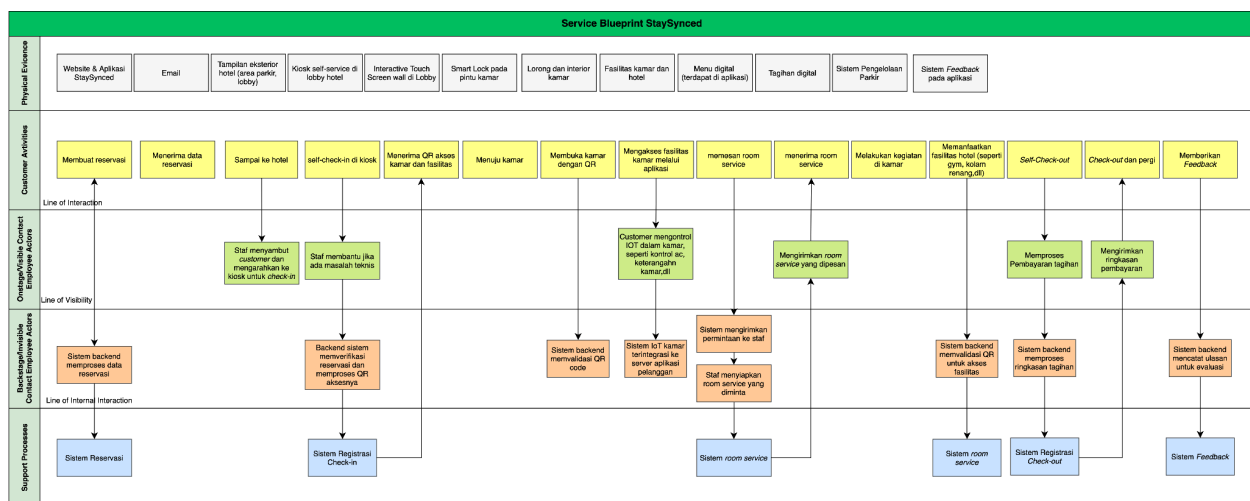 Service Blueprint StaySynced
Physical Evicence
Website & Aplikasi
StaySynced
Email
Tampilan eksterior
hotel (area parkir,
lobby)
Kiosk self-service di
lobby hotel
Interactive Touch
Screen wall di Lobby
Smart Lock pada
pintu kamar
Lorong dan interior
kamar
Fasilitas kamar dan
hotel
Menu digital
(terdapat di aplikasi)
Tagihan digital
Sistem Pengelolaan
Parkir
Sistem Feedback
pada aplikasi
Customer Avtivities
Membuat reservasi
Menerima data
reservasi
Sampai ke hotel
self-check-in di kiosk
Menerima QR akses
kamar dan fasilitas
Menuju kamar
Membuka kamar
dengan QR
Mengakses fasilitas
kamar melalui
aplikasi
memesan room
service
menerima room
service
Melakukan kegiatan
di kamar
Memanfaatkan
fasilitas hotel (seperti
gym, kolam
renang,dll)
Self-Check-out
Check-out dan pergi
Memberikan
Feedback
Line of Interaction
Onstage/Visible Contact
Employee Actors
Staf menyambut
customer dan
mengarahkan ke
kiosk untuk check-in
Staf membantu jika
ada masalah teknis
Customer mengontrol
IOT dalam kamar,
seperti kontrol ac,
keterangahn
kamar,dll
Mengirimkan room
service yang dipesan
Memproses
Pembayaran tagihan
Mengirimkan
ringkasan
pembayaran
Line of Visibility
Backstage/Invisible
Contact Employee Actors
Sistem backend
memproses data
reservasi
Backend sistem
memverifikasi
reservasi dan
memproses QR
aksesnya
Sistem backend
memvalidasi QR
code
Sistem IoT kamar
terintegrasi ke
server aplikasi
pelanggan
Sistem mengirimkan
permintaan ke staf
Staf menyiapkan
room service yang
diminta
Sistem backend
memvalidasi QR
untuk akses
fasilitas
Sistem backend
memproses
ringkasan tagihan
Sistem backend
mencatat ulasan
untuk evaluasi
Line of Internal Interaction
Support Processes
Sistem Reservasi
Sistem Registrasi
Check-in
Sistem room service
Sistem room
service
Sistem Registrasi
Check-out
Sistem Feedback